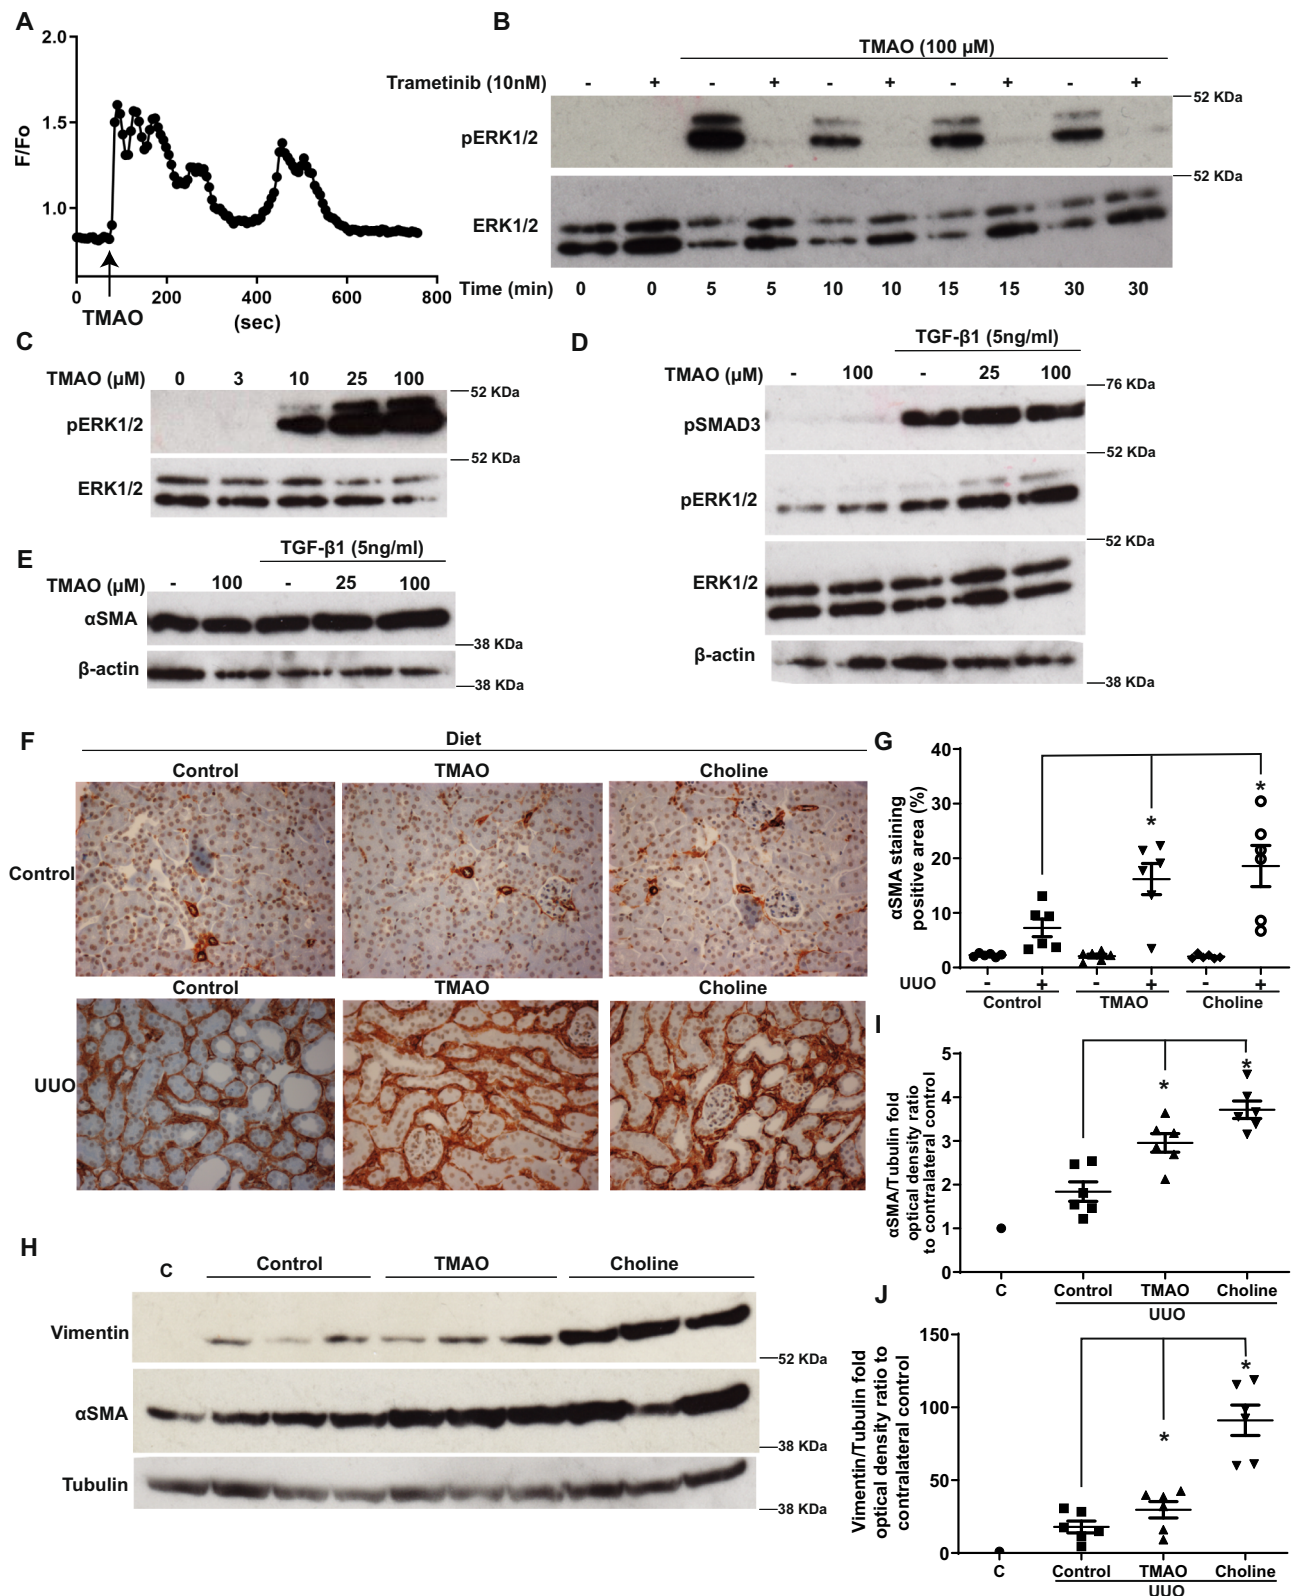 A
2.0
1.5
1.0
F/Fo
0 200 400 600 800
TMAO
(sec)
B
TMAO (100 µM)
Trametinib (10nM) - + - + - + - + - +
52 KDa
pERK1/2
52 KDa
ERK1/2
Time (min) 0 0 5 5 10 10 15 15 30 30
C
TMAO (µM) 0 3 10 25 100
52 KDa
pERK1/2
52 KDa
ERK1/2
D
TGF-β1 (5ng/ml)
TMAO (µM) - 100 - 25 100
76 KDa
pSMAD3
52 KDa
pERK1/2
52 KDa
ERK1/2
β-actin
38 KDa
E
TGF-β1 (5ng/ml)
TMAO (µM) - 100 - 25 100
αSMA
38 KDa
β-actin
38 KDa
F
Diet
Control TMAO Choline
Control
Control TMAO Choline
UUO
G
αSMA staining
positive area (%)
40
30
20
10
0
* *
UUO - + - + - +
Control TMAO Choline
H
C Control TMAO Choline
Vimentin
52 KDa
αSMA
38 KDa
Tubulin
38 KDa
I
αSMA/Tubulin fold
optical density ratio
to contralateral control
5
4
3
2
1
0
* *
C Control TMAO Choline
UUO
J
Vimentin/Tubulin fold
optical density ratio to
contralateral control
150
100
50
0
* *
C Control TMAO Choline
UUO